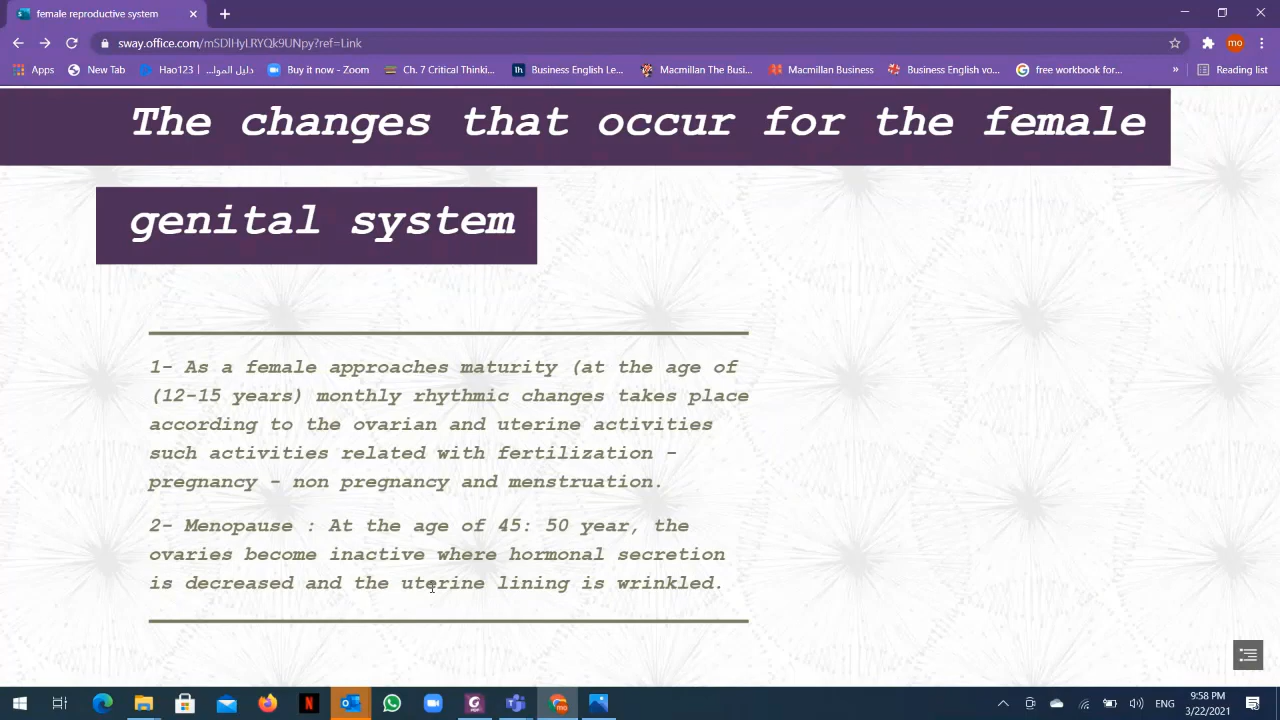 female reproductive system
sway.office.com/mSDlHyLRYQk9UNpy?ref=Link
mo
Apps
New Tab
Hao123 | دليل الموا...
Buy it now - Zoom
Ch. 7 Critical Thinki...
Business English Le...
Macmillan The Busi...
Macmillan Business
Business English vo...
free workbook for...
»
Reading list
The changes that occur for the female
genital system
1- As a female approaches maturity (at the age of
(12-15 years) monthly rhythmic changes takes place
according to the ovarian and uterine activities
such activities related with fertilization -
pregnancy - non pregnancy and menstruation.
2- Menopause : At the age of 45: 50 year, the
ovaries become inactive where hormonal secretion
is decreased and the uterine lining is wrinkled.
ENG
9:58 PM
3/22/2021